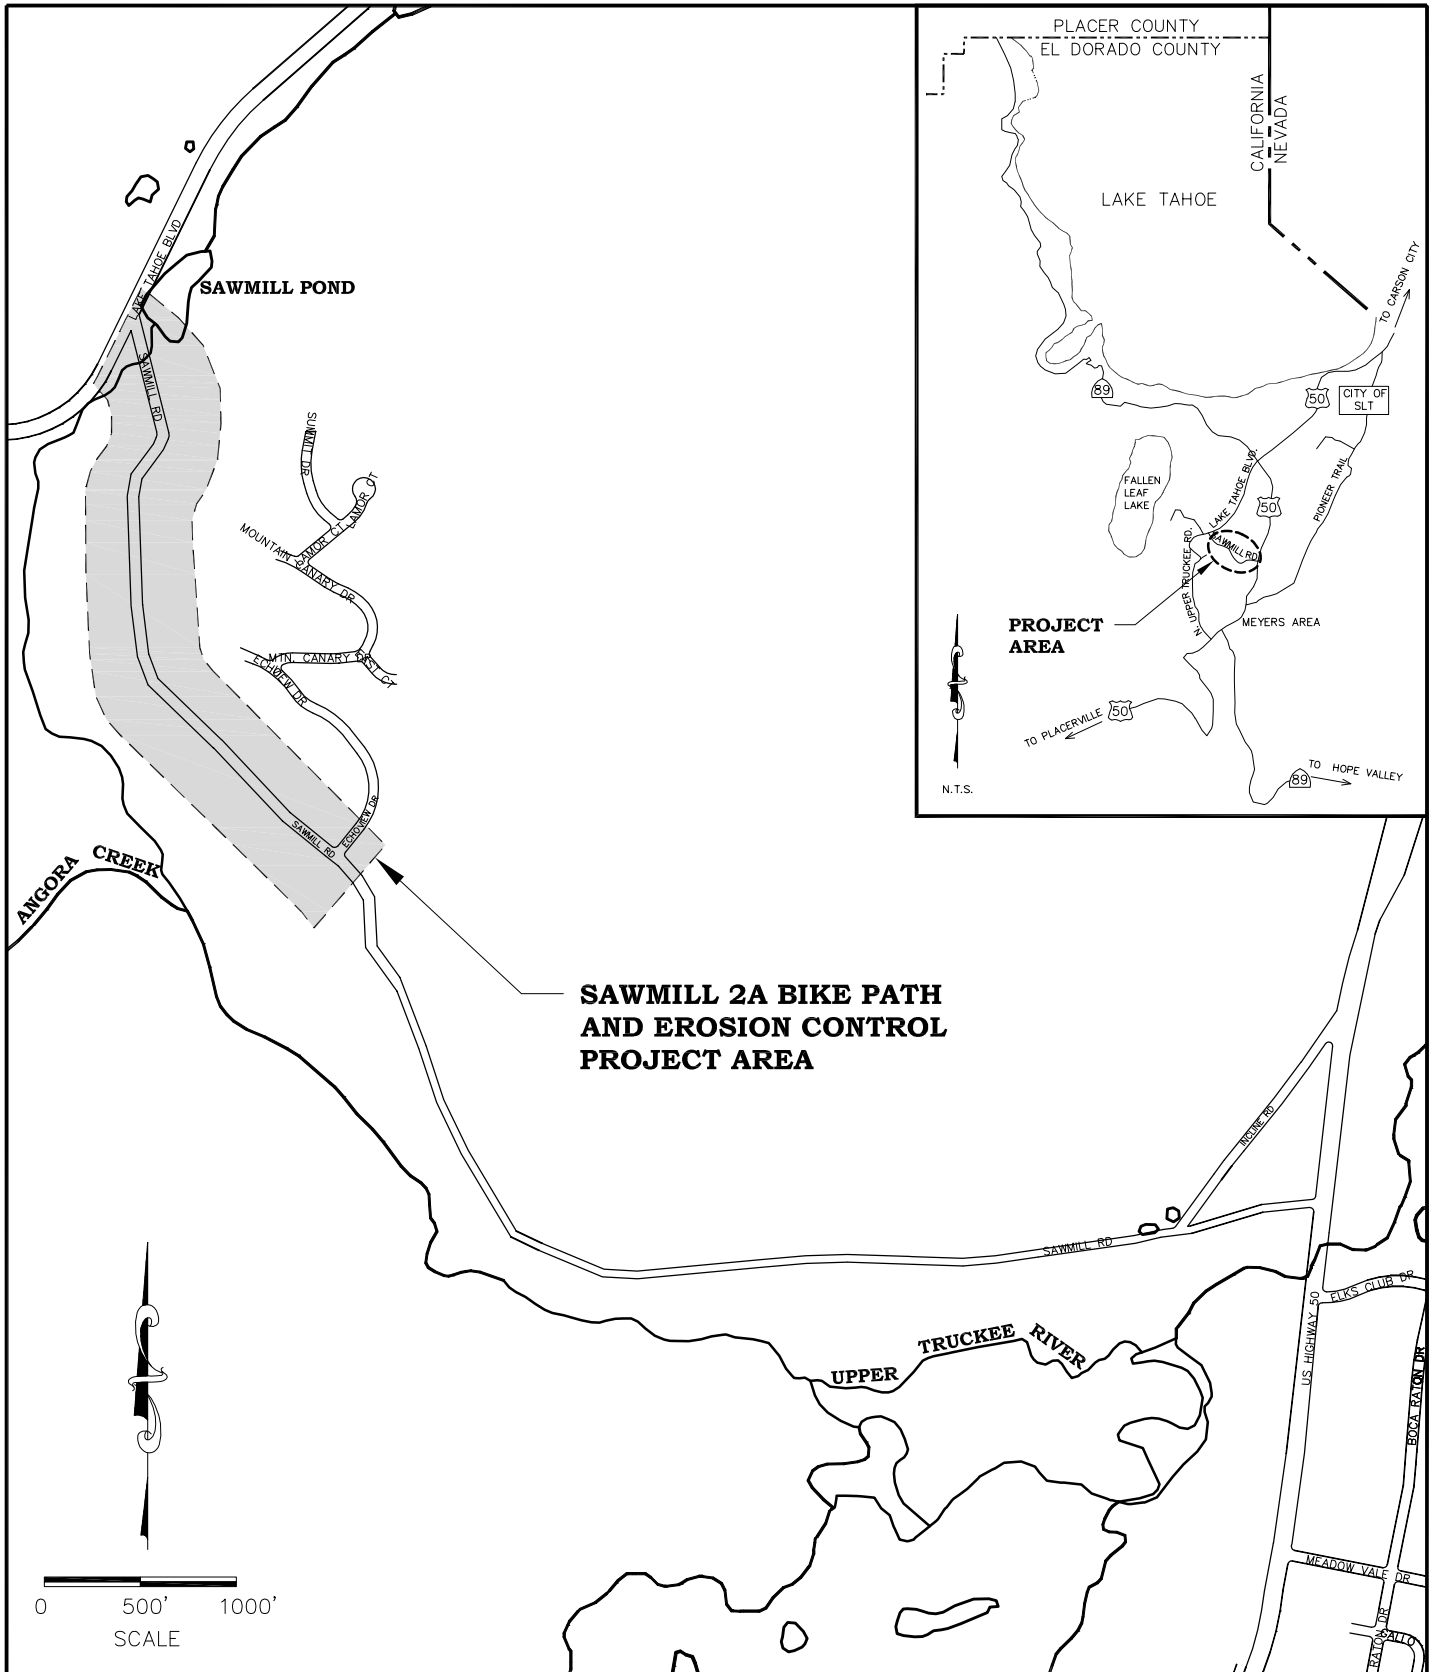 PLACER COUNTY
EL DORADO COUNTY
CALIFORNIA
NEVADA
LAKE TAHOE
TO CARSON CITY
89
50
CITY OF
SLT
FALLEN
LEAF
LAKE
LAKE TAHOE BLVD.
50
PIONEER TRAIL
SAWMILL RD
N. UPPER TRUCKEE RD.
PROJECT
AREA
MEYERS AREA
TO PLACERVILLE
50
TO HOPE VALLEY
89
N.T.S.
LAKE TAHOE BLVD
SAWMILL POND
SAWMILL RD
SUMMIT DR
LAMOR CT
LAMOR CT
MOUNTAIN
CANARY DR
MTN. CANARY DR
ECHOVIEW DR
ECHOVIEW DR
SAWMILL RD
ANGORA CREEK
SAWMILL 2A BIKE PATH
AND EROSION CONTROL
PROJECT AREA
INCLINE RD
SAWMILL RD
US HIGHWAY 50
ELKS CLUB DR
BOCA RATON DR
UPPER TRUCKEE RIVER
MEADOW VALE DR
RATON DR
0 500' 1000'
SCALE